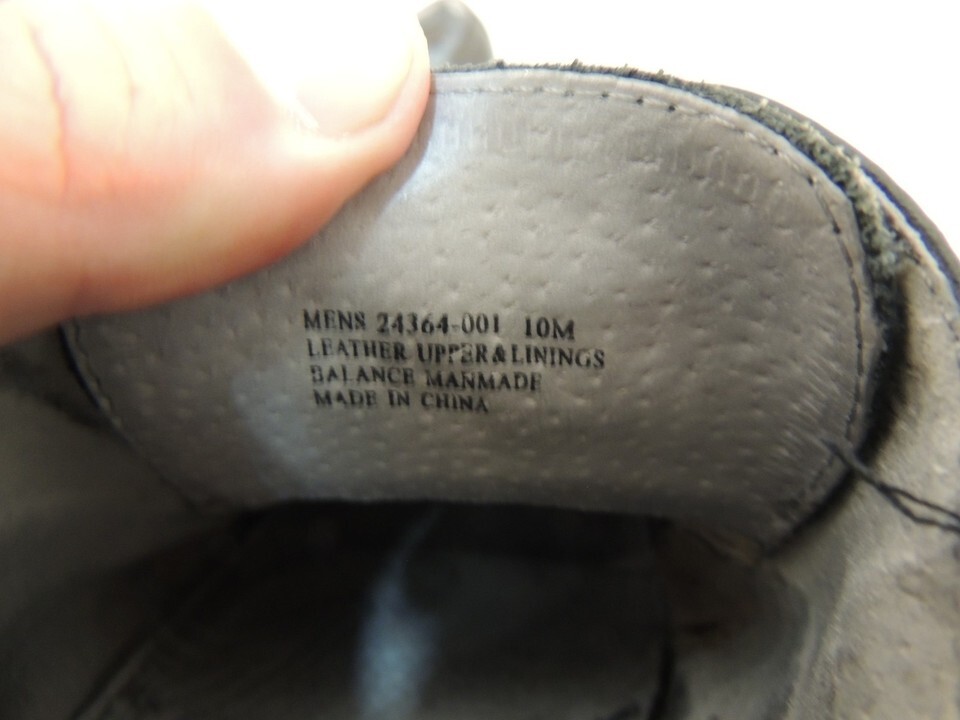 MENS 24364-001 10M
LEATHER UPPER&LININGS
BALANCE MANMADE
MADE IN CHINA